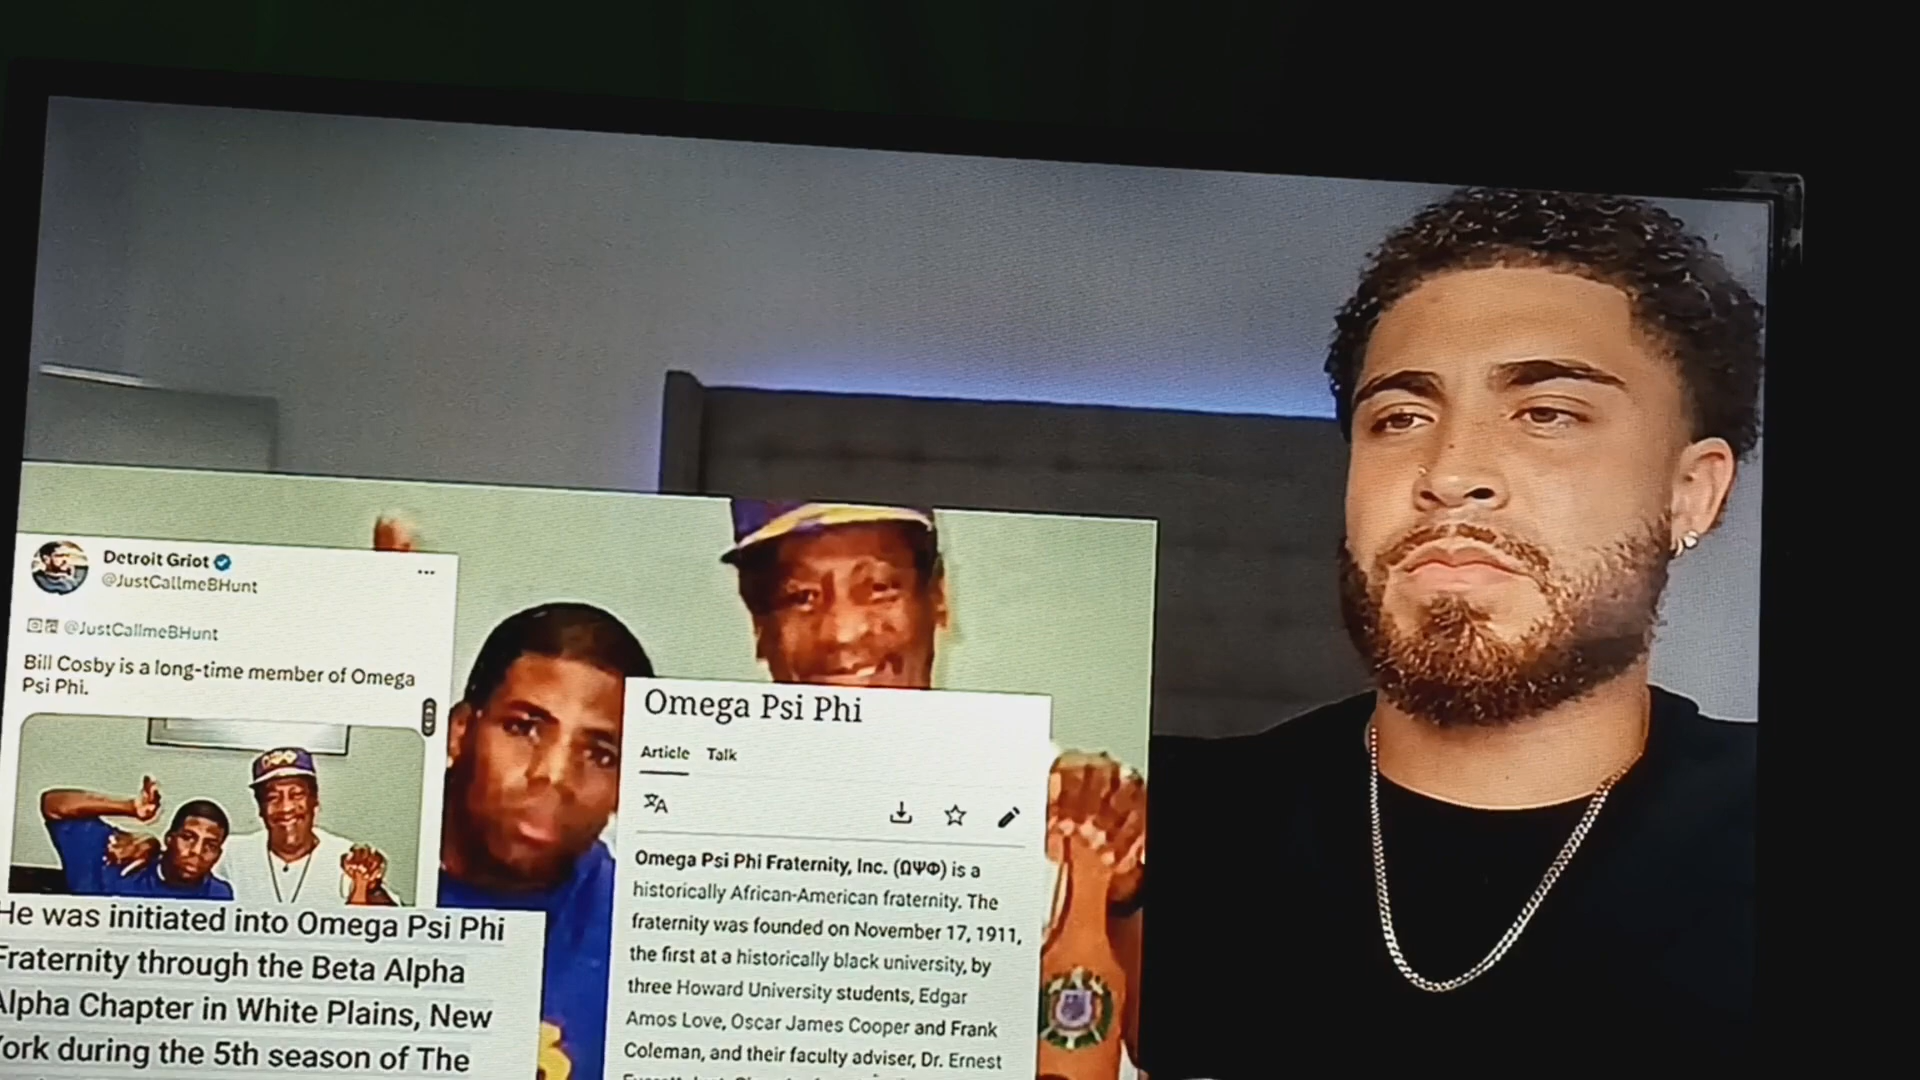 Detroit Griot
@JustCallmeBHunt
@JustCallmeBHunt
Bill Cosby is a long-time member of Omega
Psi Phi.
He was initiated into Omega Psi Phi
Fraternity through the Beta Alpha
Alpha Chapter in White Plains, New
York during the 5th season of The
Omega Psi Phi
Article Talk
Omega Psi Phi Fraternity, Inc. (ΩΨΦ) is a
historically African-American fraternity. The
fraternity was founded on November 17, 1911,
the first at a historically black university, by
three Howard University students, Edgar
Amos Love, Oscar James Cooper and Frank
Coleman, and their faculty adviser, Dr. Ernest